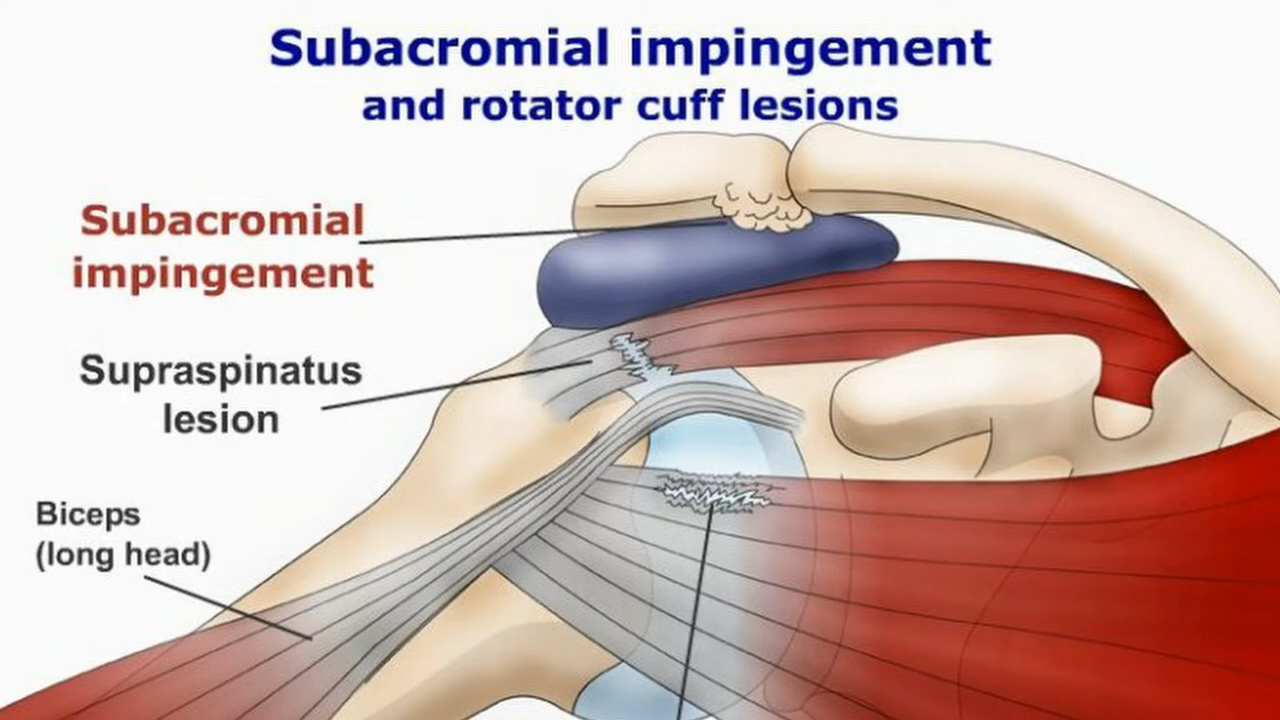 Subacromial impingement
and rotator cuff lesions
Subacromial
impingement
Supraspinatus
lesion
Biceps
(long head)